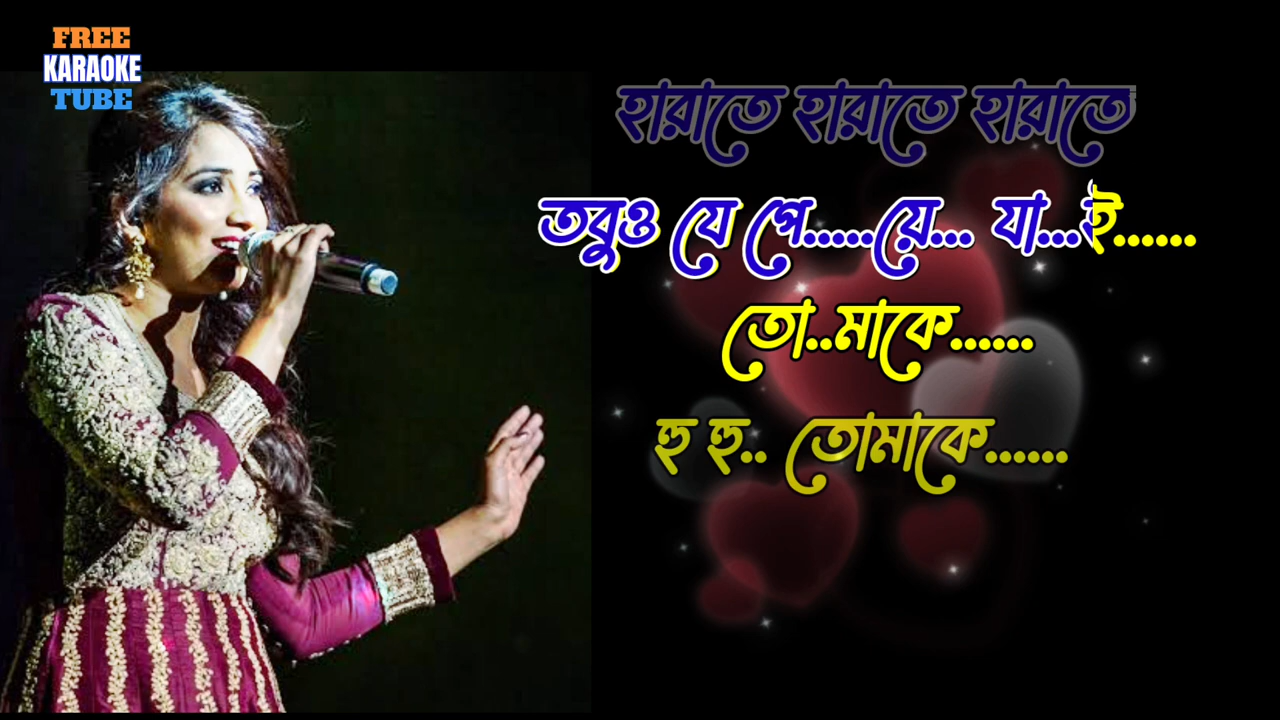 FREE
KARAOKE
TUBE
হারাতে হারাতে হারাতে
তবুও যে পে.....য়ে... যা...ই......
তো..মাকে......
হু হু.. তোমাকে......